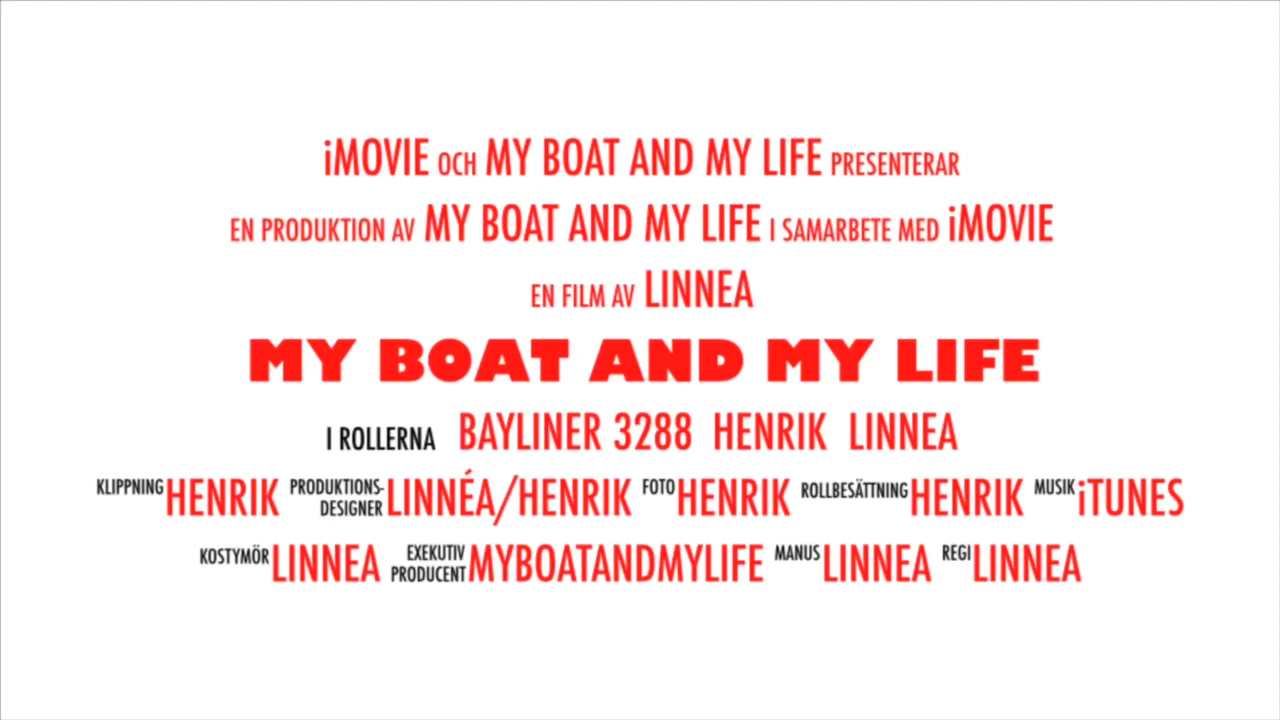 iMOVIE OCH MY BOAT AND MY LIFE PRESENTERAR
EN PRODUKTION AV MY BOAT AND MY LIFE I SAMARBETE MED iMOVIE
EN FILM AV LINNEA
MY BOAT AND MY LIFE
I ROLLERNA BAYLINER 3288 HENRIK LINNEA
KLIPPNING HENRIK PRODUKTIONS-DESIGNER LINNÉA/HENRIK FOTO HENRIK ROLLBESÄTTNING HENRIK MUSIK iTUNES
KOSTYMÖR LINNEA EXEKUTIV PRODUCENT MYBOATANDMYLIFE MANUS LINNEA REGI LINNEA